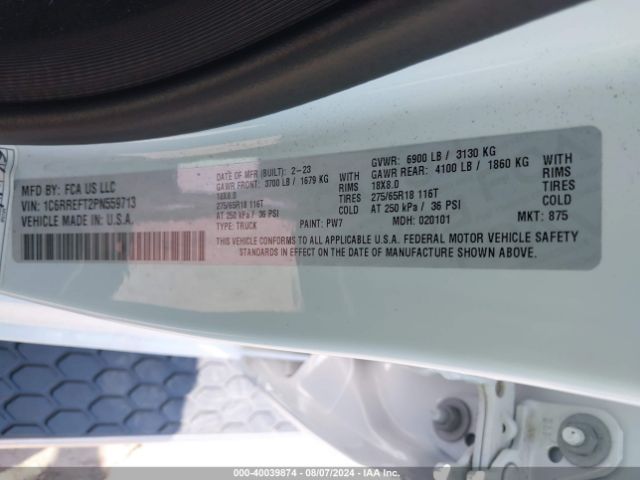 MFD BY: FCA US LLC
VIN: 1C6RREFT2PN559713
VEHICLE MADE IN U.S.A.
DATE OF MFR (BUILT): 2-23
GAWR FRONT: 3700 LB / 1679 KG
18X8.0
275/65R18 116T
AT 250 kPa / 36 PSI
TYPE: TRUCK
PAINT: PW7
WITH
RIMS
TIRES
COLD
GVWR: 6900 LB / 3130 KG
GAWR REAR: 4100 LB / 1860 KG
18X8.0
275/65R18 116T
AT 250 kPa / 36 PSI
MDH: 020101
WITH
RIMS
TIRES
COLD
MKT: 875
THIS VEHICLE CONFORMS TO ALL APPLICABLE U.S.A. FEDERAL MOTOR VEHICLE SAFETY
STANDARDS IN EFFECT ON THE DATE OF MANUFACTURE SHOWN ABOVE.
000-40039874 | 08/07/2024 | IAA Inc.